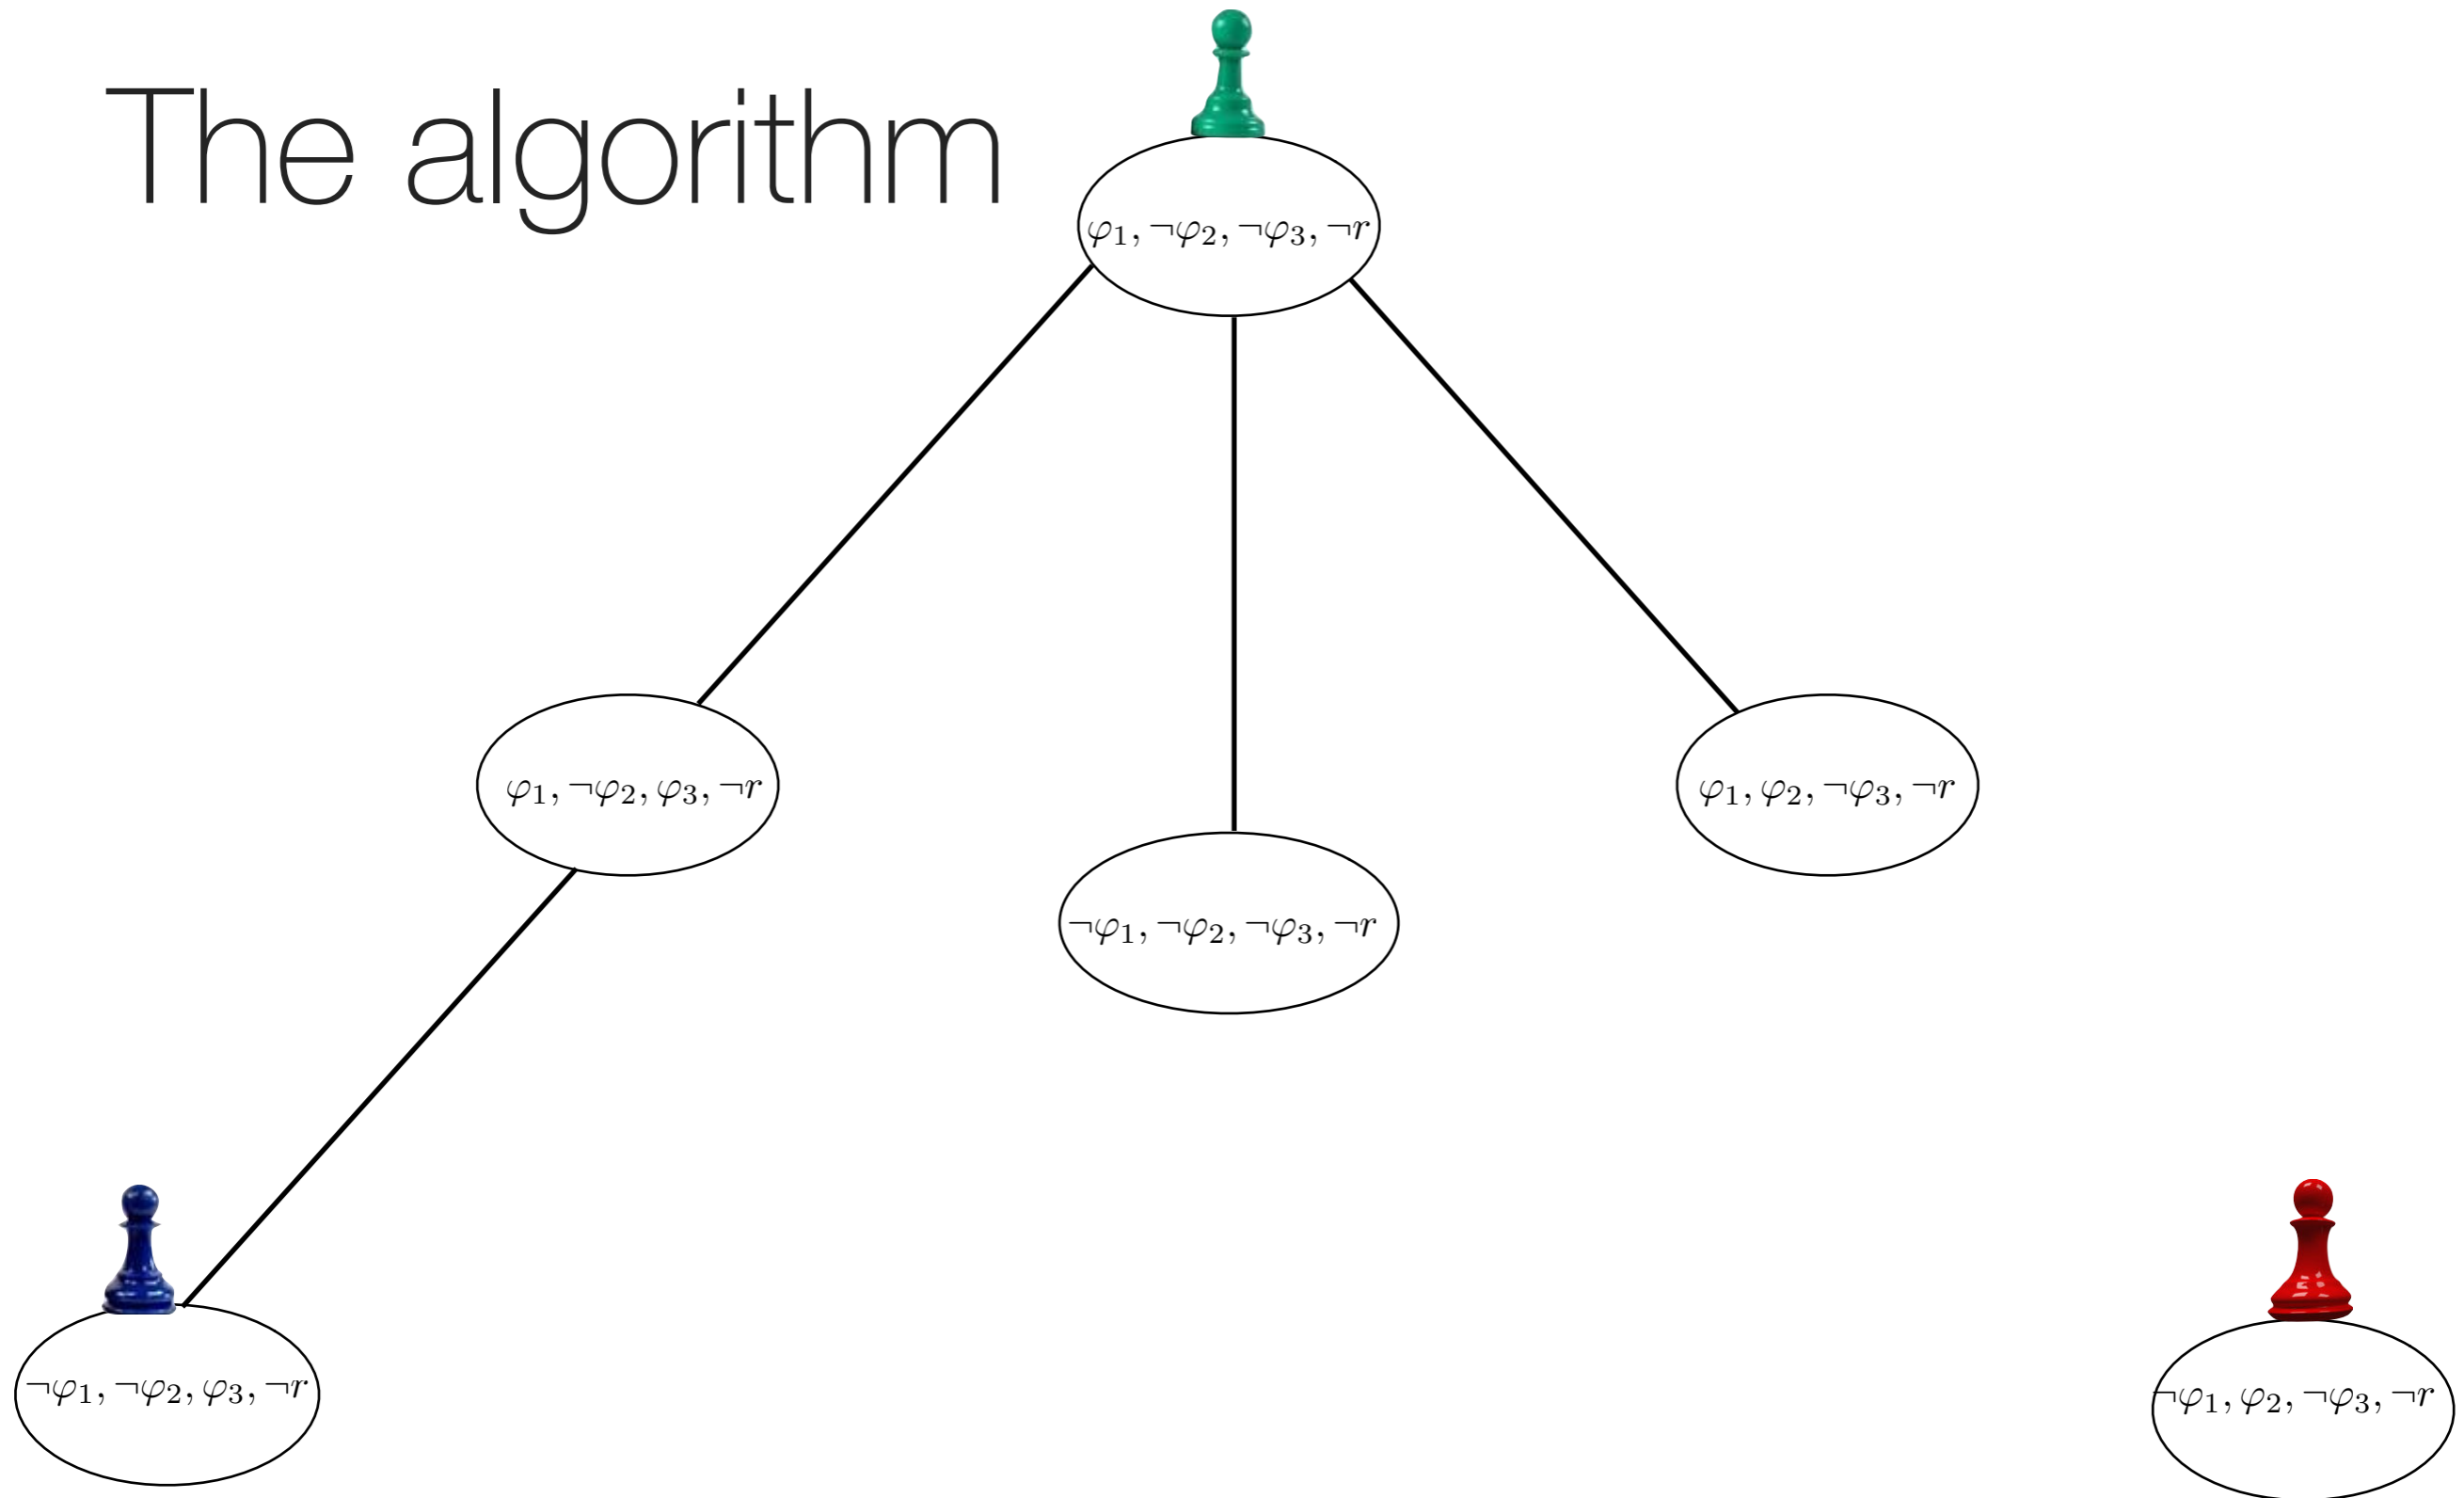 The algorithm
φ₁, ¬φ₂, ¬φ₃, ¬r
φ₁, ¬φ₂, φ₃, ¬r
φ₁, φ₂, ¬φ₃, ¬r
¬φ₁, ¬φ₂, ¬φ₃, ¬r
¬φ₁, ¬φ₂, φ₃, ¬r
¬φ₁, φ₂, ¬φ₃, ¬r